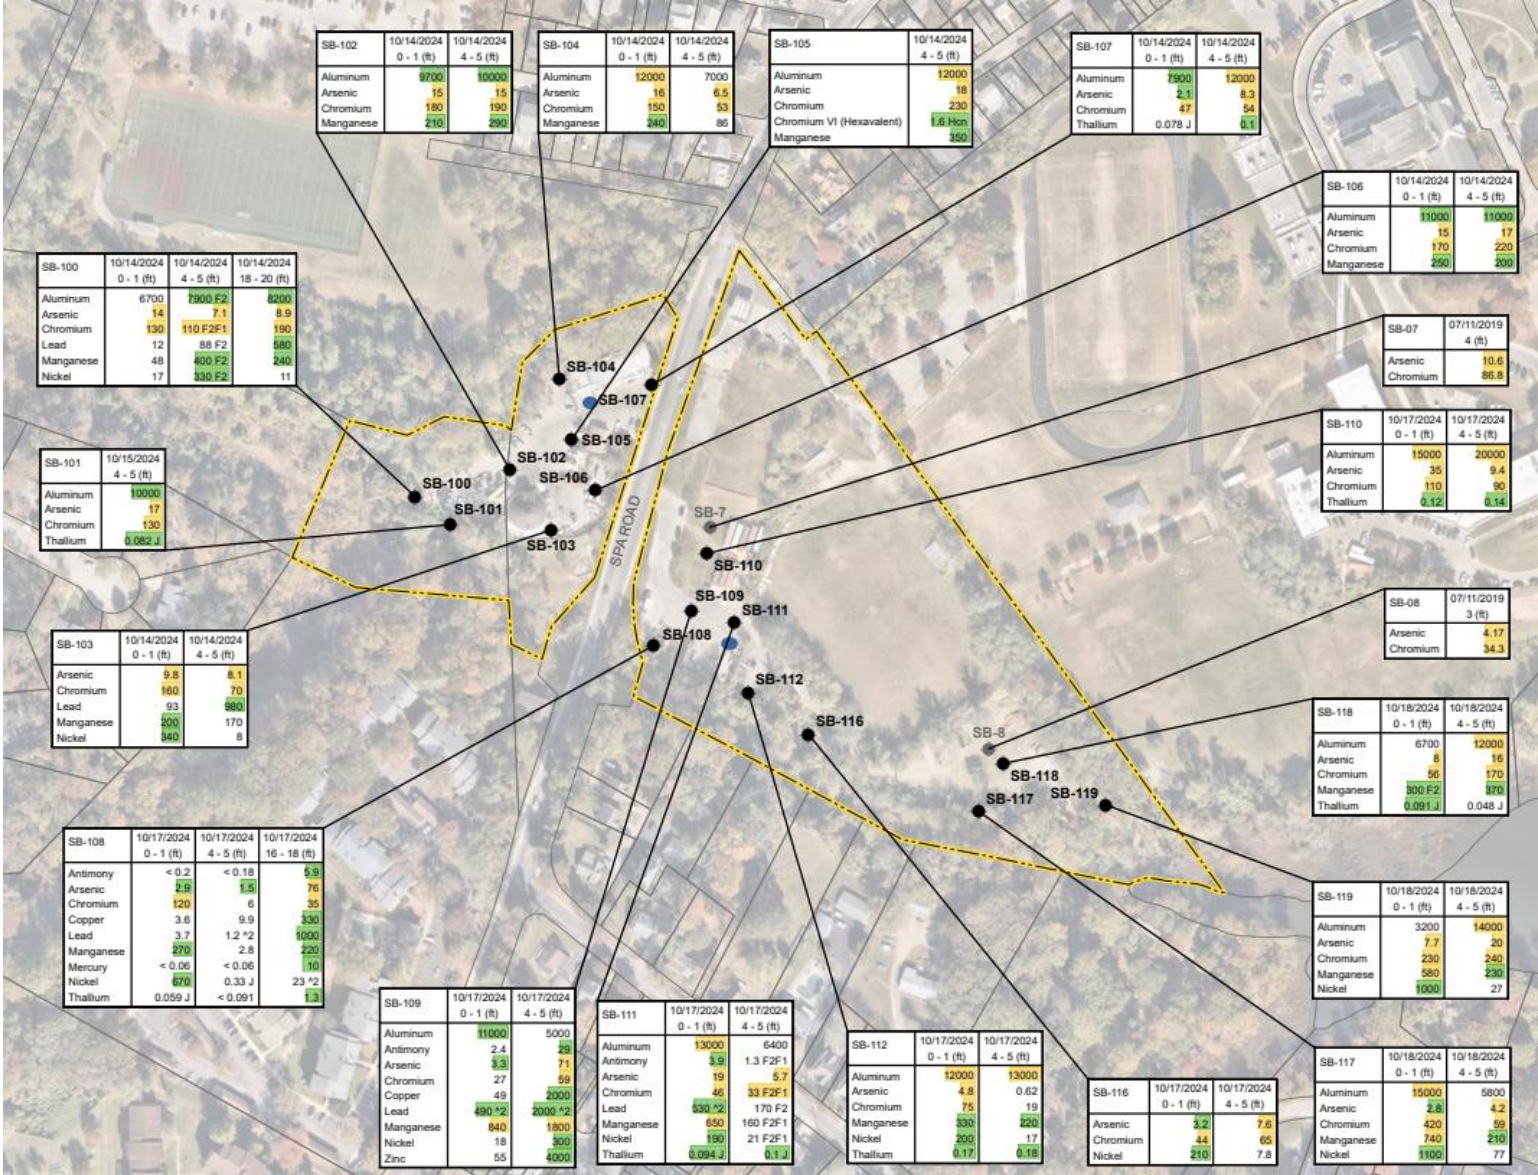 SB-102 10/14/2024 10/14/2024
0 - 1 (ft) 4 - 5 (ft)
Aluminum 9700 10000
Arsenic 15 15
Chromium 180 190
Manganese 210 290
SB-104 10/14/2024 10/14/2024
0 - 1 (ft) 4 - 5 (ft)
Aluminum 12000 7000
Arsenic 16 6.5
Chromium 150 53
Manganese 240 86
SB-105 10/14/2024
4 - 5 (ft)
Aluminum 12000
Arsenic 18
Chromium 230
Chromium VI (Hexavalent) 1.6 Hcn
Manganese 350
SB-107 10/14/2024 10/14/2024
0 - 1 (ft) 4 - 5 (ft)
Aluminum 7900 12000
Arsenic 2.1 8.3
Chromium 47 54
Thallium 0.078 J 0.1
SB-106 10/14/2024 10/14/2024
0 - 1 (ft) 4 - 5 (ft)
Aluminum 11000 11000
Arsenic 15 17
Chromium 170 220
Manganese 250 200
SB-100 10/14/2024 10/14/2024 10/14/2024
0 - 1 (ft) 4 - 5 (ft) 18 - 20 (ft)
Aluminum 6700 7900 F2 8200
Arsenic 14 7.1 8.9
Chromium 130 110 F2F1 190
Lead 12 88 F2 580
Manganese 48 400 F2 240
Nickel 17 330 F2 11
SB-07 07/11/2019
4 (ft)
Arsenic 10.6
Chromium 86.8
SB-104
SB-107
SB-105
SB-102
SB-106
SB-100
SB-101
SB-103
SPA ROAD
SB-7
SB-110
SB-109
SB-111
SB-108
SB-112
SB-116
SB-8
SB-118
SB-117
SB-119
SB-110 10/17/2024 10/17/2024
0 - 1 (ft) 4 - 5 (ft)
Aluminum 15000 20000
Arsenic 35 9.4
Chromium 110 90
Thallium 0.12 0.14
SB-101 10/15/2024
4 - 5 (ft)
Aluminum 10000
Arsenic 17
Chromium 130
Thallium 0.082 J
SB-08 07/11/2019
3 (ft)
Arsenic 4.17
Chromium 34.3
SB-103 10/14/2024 10/14/2024
0 - 1 (ft) 4 - 5 (ft)
Arsenic 9.8 8.1
Chromium 160 70
Lead 93 980
Manganese 200 170
Nickel 340 8
SB-118 10/18/2024 10/18/2024
0 - 1 (ft) 4 - 5 (ft)
Aluminum 6700 12000
Arsenic 8 16
Chromium 56 170
Manganese 300 F2 370
Thallium 0.091 J 0.048 J
SB-108 10/17/2024 10/17/2024 10/17/2024
0 - 1 (ft) 4 - 5 (ft) 16 - 18 (ft)
Antimony < 0.2 < 0.18 5.9
Arsenic 2.9 1.5 76
Chromium 120 6 35
Copper 3.6 9.9 330
Lead 3.7 1.2 ^2 1000
Manganese 270 2.8 220
Mercury < 0.06 < 0.06 10
Nickel 670 0.33 J 23 ^2
Thallium 0.059 J < 0.091 1.3
SB-119 10/18/2024 10/18/2024
0 - 1 (ft) 4 - 5 (ft)
Aluminum 3200 14000
Arsenic 7.7 20
Chromium 230 240
Manganese 580 230
Nickel 1000 27
SB-109 10/17/2024 10/17/2024
0 - 1 (ft) 4 - 5 (ft)
Aluminum 11000 5000
Antimony 2.4 29
Arsenic 3.3 71
Chromium 27 59
Copper 49 2000
Lead 490 ^2 2000 ^2
Manganese 840 1800
Nickel 18 300
Zinc 55 4000
SB-111 10/17/2024 10/17/2024
0 - 1 (ft) 4 - 5 (ft)
Aluminum 13000 6400
Antimony 3.9 1.3 F2F1
Arsenic 19 5.7
Chromium 46 33 F2F1
Lead 530 ^2 170 F2
Manganese 650 160 F2F1
Nickel 190 21 F2F1
Thallium 0.094 J 0.1 J
SB-112 10/17/2024 10/17/2024
0 - 1 (ft) 4 - 5 (ft)
Aluminum 12000 13000
Arsenic 4.8 0.62
Chromium 75 19
Manganese 330 220
Nickel 200 17
Thallium 0.17 0.18
SB-116 10/17/2024 10/17/2024
0 - 1 (ft) 4 - 5 (ft)
Arsenic 3.2 7.6
Chromium 44 65
Nickel 210 7.8
SB-117 10/18/2024 10/18/2024
0 - 1 (ft) 4 - 5 (ft)
Aluminum 15000 5800
Arsenic 2.8 4.2
Chromium 420 59
Manganese 740 210
Nickel 1100 77